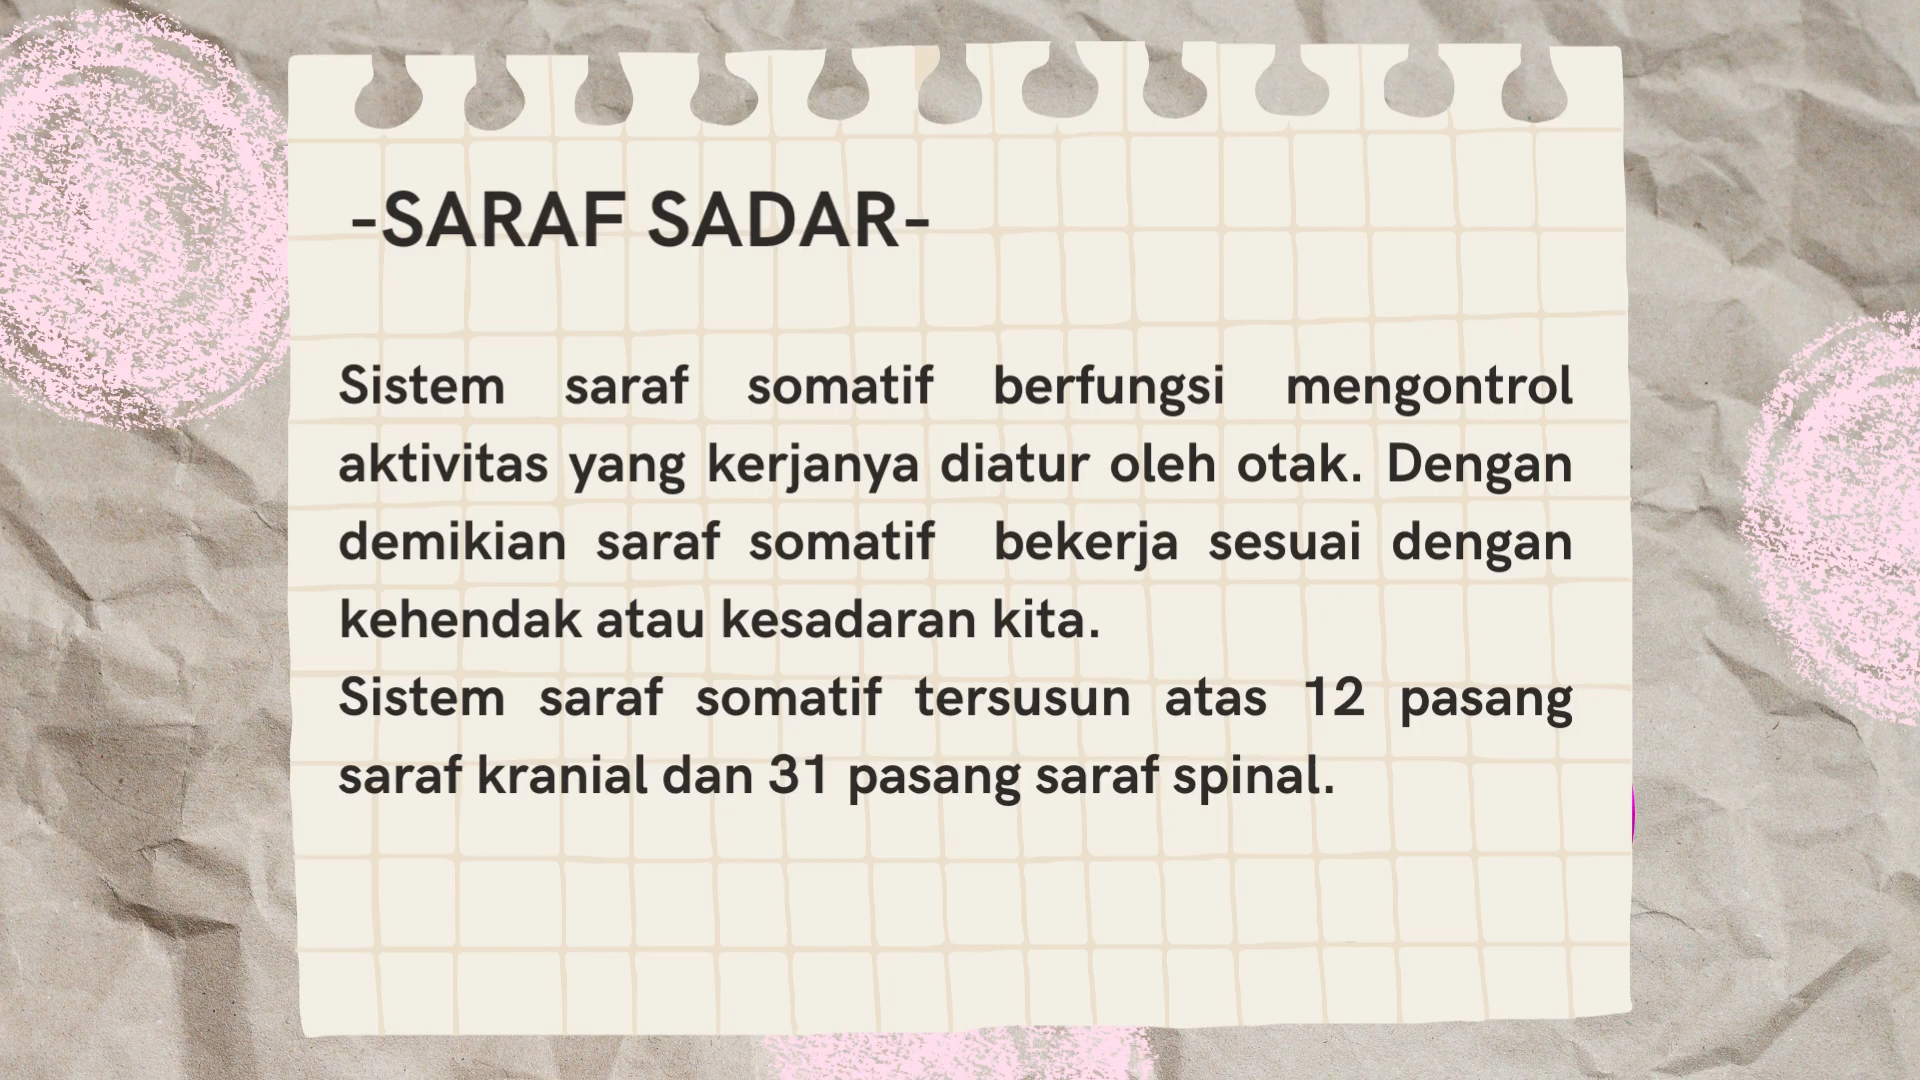 -SARAF SADAR-
Sistem saraf somatif berfungsi mengontrol
aktivitas yang kerjanya diatur oleh otak. Dengan
demikian saraf somatif bekerja sesuai dengan
kehendak atau kesadaran kita.
Sistem saraf somatif tersusun atas 12 pasang
saraf kranial dan 31 pasang saraf spinal.